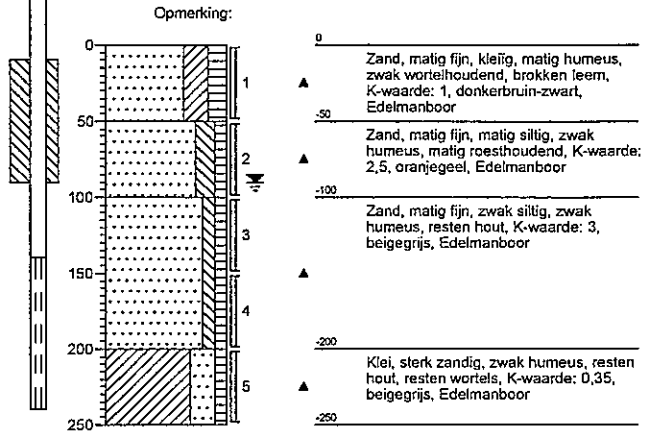 Opmerking:
0
50
100
150
200
250
1
2
3
4
5
0
Zand, matig fijn, kleiïg, matig humeus,
zwak wortelhoudend, brokken leem,
K-waarde: 1, donkerbruin-zwart,
Edelmanboor
-50
Zand, matig fijn, matig siltig, zwak
humeus, matig roesthoudend, K-waarde:
2,5, oranjegeel, Edelmanboor
-100
Zand, matig fijn, zwak siltig, zwak
humeus, resten hout, K-waarde: 3,
beigegrijs, Edelmanboor
-200
Klei, sterk zandig, zwak humeus, resten
hout, resten wortels, K-waarde: 0,35,
beigegrijs, Edelmanboor
-250